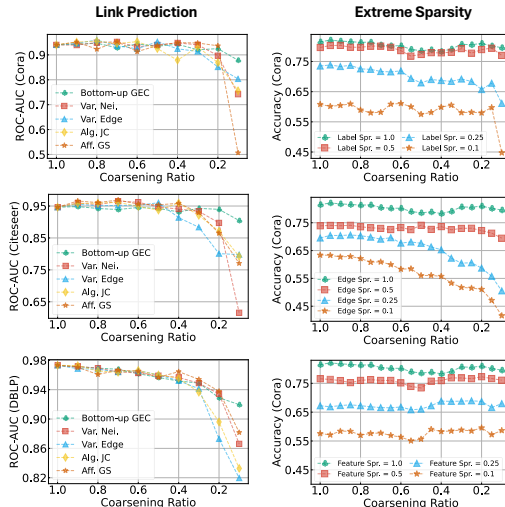 Link Prediction
Extreme Sparsity
ROC-AUC (Cora)
0.9
0.8
0.7
0.6
0.5
Bottom-up GEC
Var, Nei.
Var, Edge
Alg, JC
Aff, GS
1.0 0.8 0.6 0.4 0.2
Coarsening Ratio
Accuracy (Cora)
0.75
0.65
0.55
0.45
Label Spr. = 1.0
Label Spr. = 0.5
Label Spr. = 0.25
Label Spr. = 0.1
1.0 0.8 0.6 0.4 0.2
Coarsening Ratio
ROC-AUC (Citeseer)
0.95
0.85
0.75
0.65
Bottom-up GEC
Var, Nei.
Var, Edge
Alg, JC
Aff, GS
1.0 0.8 0.6 0.4 0.2
Coarsening Ratio
Accuracy (Cora)
0.75
0.65
0.55
0.45
Edge Spr. = 1.0
Edge Spr. = 0.5
Edge Spr. = 0.25
Edge Spr. = 0.1
1.0 0.8 0.6 0.4 0.2
Coarsening Ratio
ROC-AUC (DBLP)
0.98
0.94
0.90
0.86
0.82
Bottom-up GEC
Var, Nei.
Var, Edge
Alg, JC
Aff, GS
1.0 0.8 0.6 0.4 0.2
Coarsening Ratio
Accuracy (Cora)
0.75
0.65
0.55
0.45
Feature Spr. = 1.0
Feature Spr. = 0.5
Feature Spr. = 0.25
Feature Spr. = 0.1
1.0 0.8 0.6 0.4 0.2
Coarsening Ratio